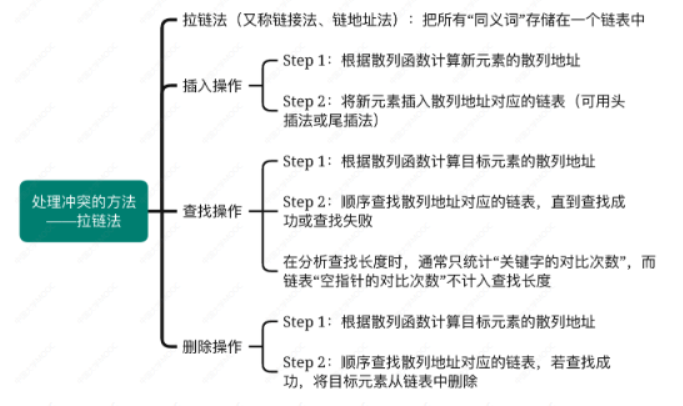 拉链法（又称链接法、链地址法）：把所有“同义词”存储在一个链表中
插入操作
Step 1：根据散列函数计算新元素的散列地址
Step 2：将新元素插入散列地址对应的链表（可用头
插法或尾插法）
处理冲突的方法
——拉链法
查找操作
Step 1：根据散列函数计算目标元素的散列地址
Step 2：顺序查找散列地址对应的链表，直到查找成
功或查找失败
在分析查找长度时，通常只统计“关键字的对比次数”，而
链表“空指针的对比次数”不计入查找长度
删除操作
Step 1：根据散列函数计算目标元素的散列地址
Step 2：顺序查找散列地址对应的链表，若查找成
功，将目标元素从链表中删除